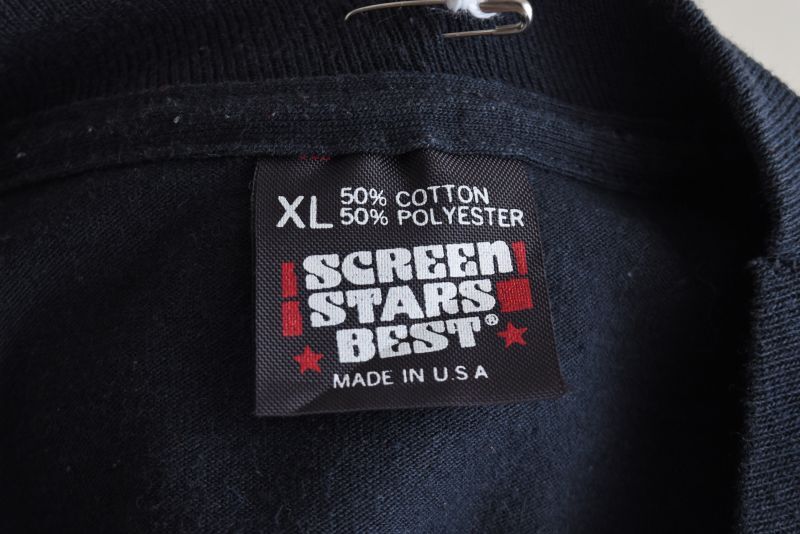 XL 50% COTTON
50% POLYESTER
SCREEN
STARS
BEST®
MADE IN U.S.A